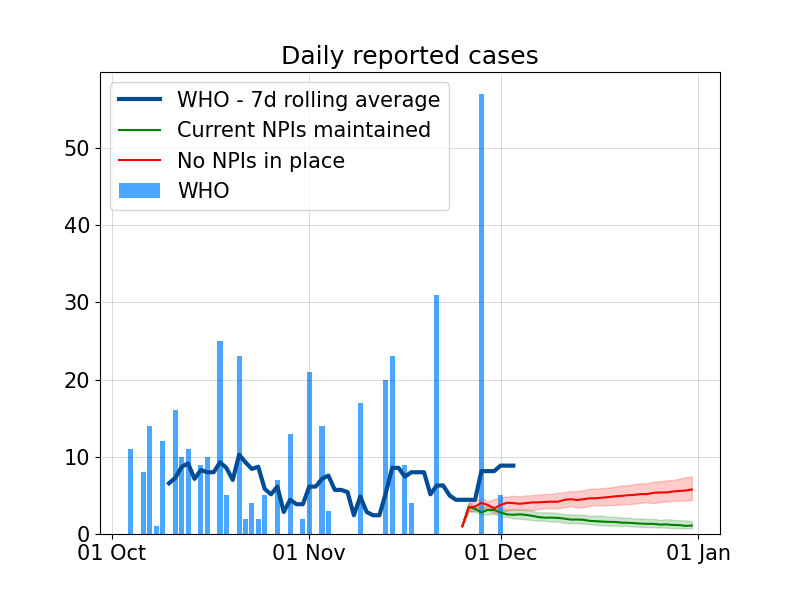 Daily reported cases
WHO - 7d rolling average
Current NPIs maintained
No NPIs in place
WHO
50
40
30
20
10
0
01 Oct
01 Nov
01 Dec
01 Jan